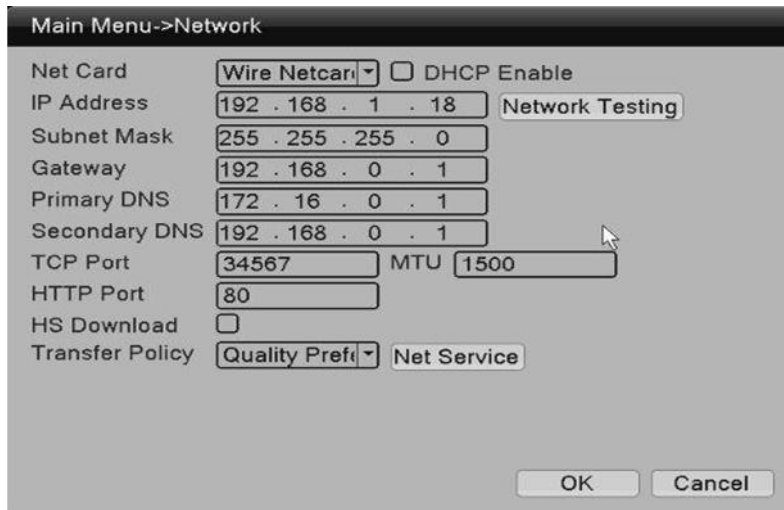 Main Menu->Network
Net Card Wire Netcar DHCP Enable
IP Address 192 . 168 . 1 . 18 Network Testing
Subnet Mask 255 . 255 . 255 . 0
Gateway 192 . 168 . 0 . 1
Primary DNS 172 . 16 . 0 . 1
Secondary DNS 192 . 168 . 0 . 1
TCP Port 34567 MTU 1500
HTTP Port 80
HS Download
Transfer Policy Quality Pref Net Service
OK Cancel